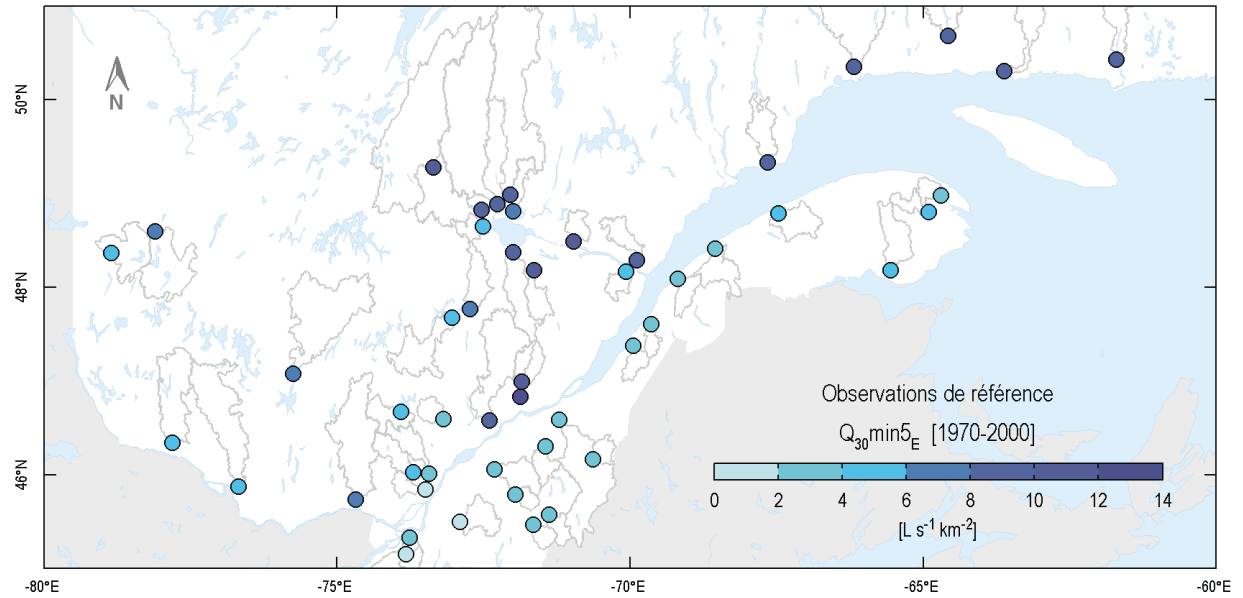 N
50°N
48°N
46°N
Observations de référence
Q30min5E [1970-2000]
0 2 4 6 8 10 12 14
[L s-1 km-2]
-80°E -75°E -70°E -65°E -60°E